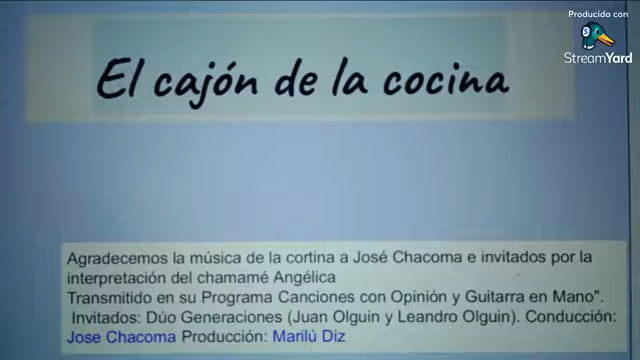 Producido con
StreamYard
El cajón de la cocina
Agradecemos la música de la cortina a José Chacoma e invitados por la
interpretación del chamamé Angélica
Transmitido en su Programa Canciones con Opinión y Guitarra en Mano".
Invitados: Dúo Generaciones (Juan Olguin y Leandro Olguin). Conducción:
Jose Chacoma Producción: Marilú Diz